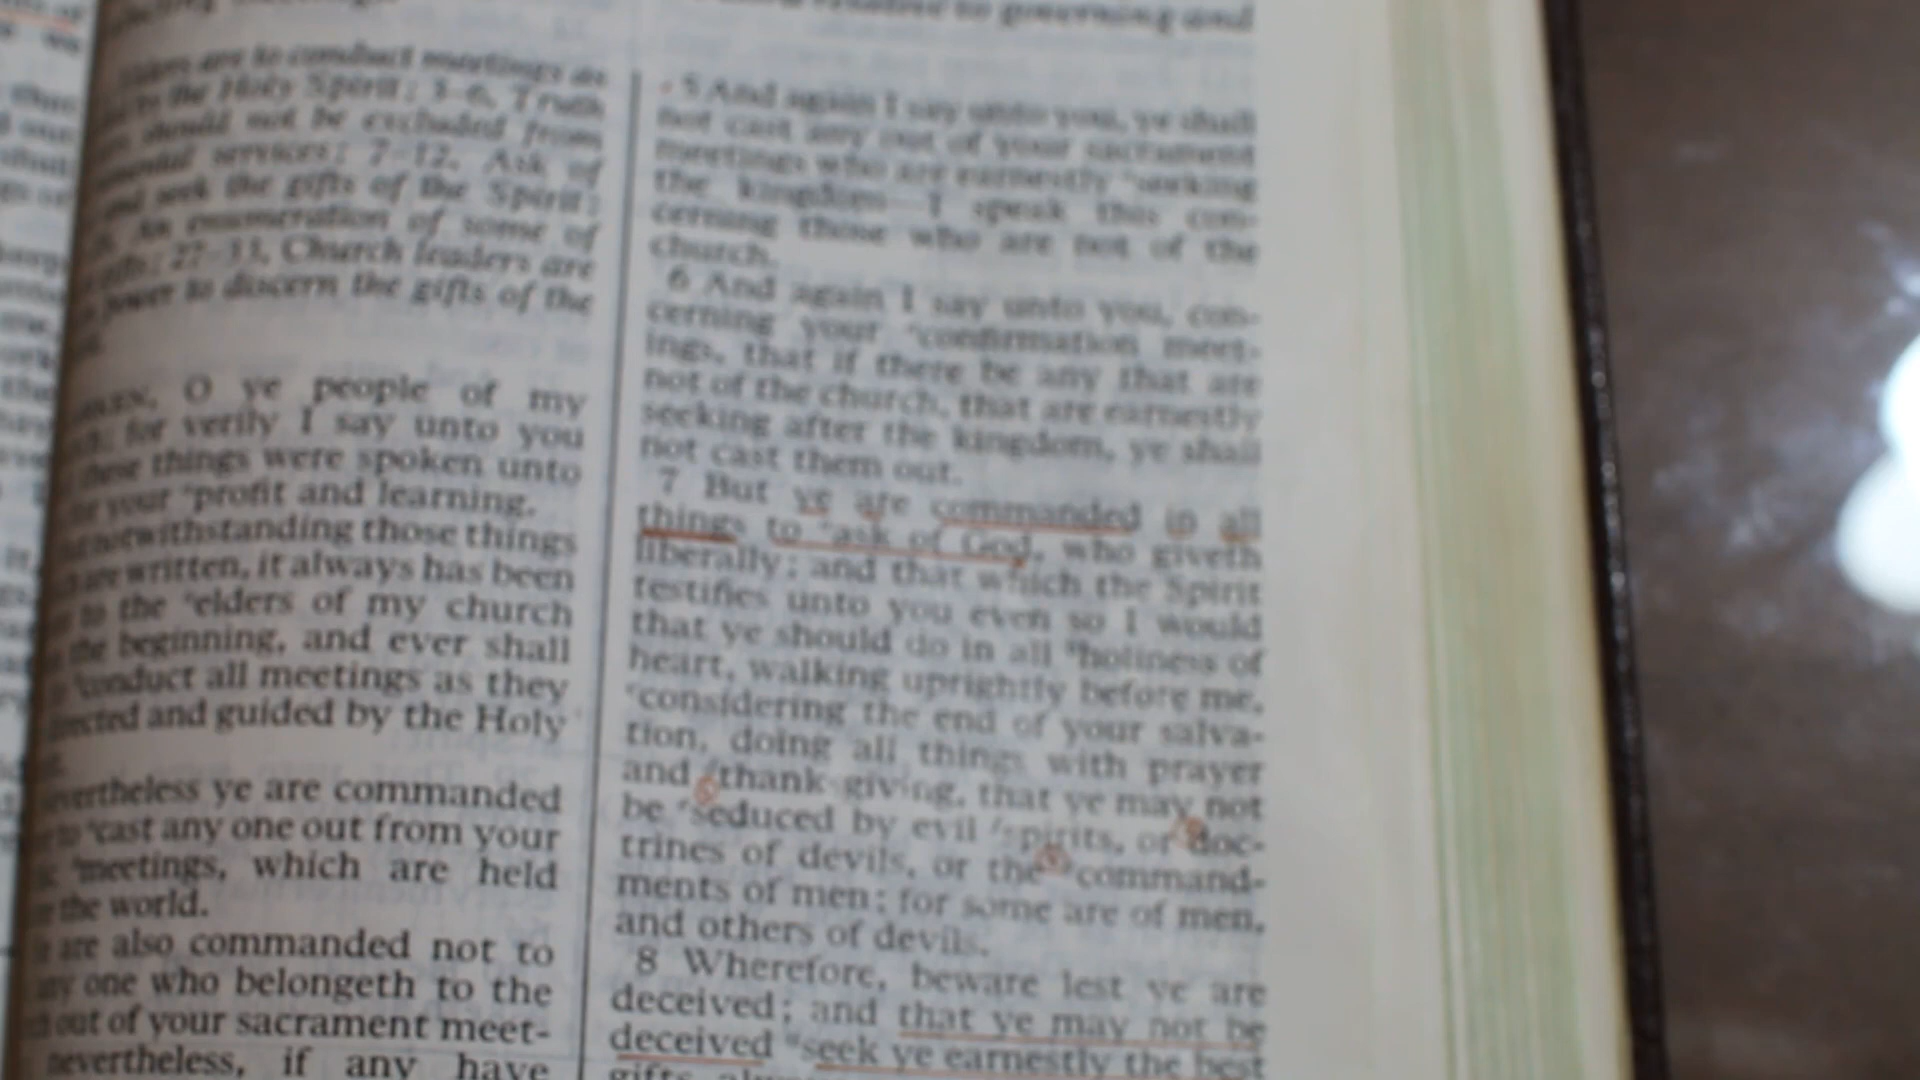 relative to governing and
are to conduct meetings as
to the Holy Spirit; 3–6, Truth
should not be excluded from
services; 7–12, Ask of
and seek the gifts of the Spirit;
An enumeration of some of
gifts; 27–33, Church leaders are
power to discern the gifts of the
O ye people of my
for verily I say unto you
these things were spoken unto
for your profit and learning.
notwithstanding those things
are written, it always has been
to the elders of my church
the beginning, and ever shall
conduct all meetings as they
directed and guided by the Holy
nevertheless ye are commanded
to cast any one out from your
meetings, which are held
the world.
are also commanded not to
any one who belongeth to the
out of your sacrament meet-
nevertheless, if any have
5 And again I say unto you, ye shall
not cast any out of your sacrament
meetings who are earnestly seeking
the kingdom—I speak this con-
cerning those who are not of the
church.
6 And again I say unto you, con-
cerning your confirmation meet-
ings, that if there be any that are
not of the church, that are earnestly
seeking after the kingdom, ye shall
not cast them out.
7 But ye are commanded in all
things to ask of God, who giveth
liberally; and that which the Spirit
testifies unto you even so I would
that ye should do in all holiness of
heart, walking uprightly before me,
considering the end of your salva-
tion, doing all things with prayer
and thanksgiving, that ye may not
be seduced by evil spirits, or doc-
trines of devils, or the command-
ments of men; for some are of men,
and others of devils.
8 Wherefore, beware lest ye are
deceived; and that ye may not be
deceived seek ye earnestly the best
gifts